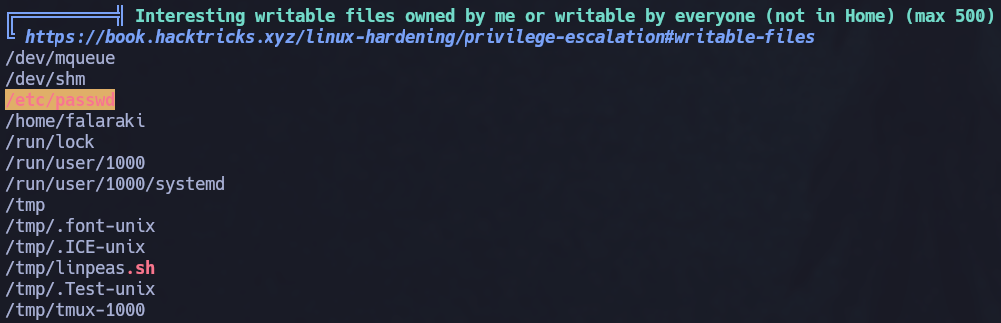 Interesting writable files owned by me or writable by everyone (not in Home) (max 500)
https://book.hacktricks.xyz/linux-hardening/privilege-escalation#writable-files
/dev/mqueue
/dev/shm
/etc/passwd
/home/falaraki
/run/lock
/run/user/1000
/run/user/1000/systemd
/tmp
/tmp/.font-unix
/tmp/.ICE-unix
/tmp/linpeas.sh
/tmp/.Test-unix
/tmp/tmux-1000